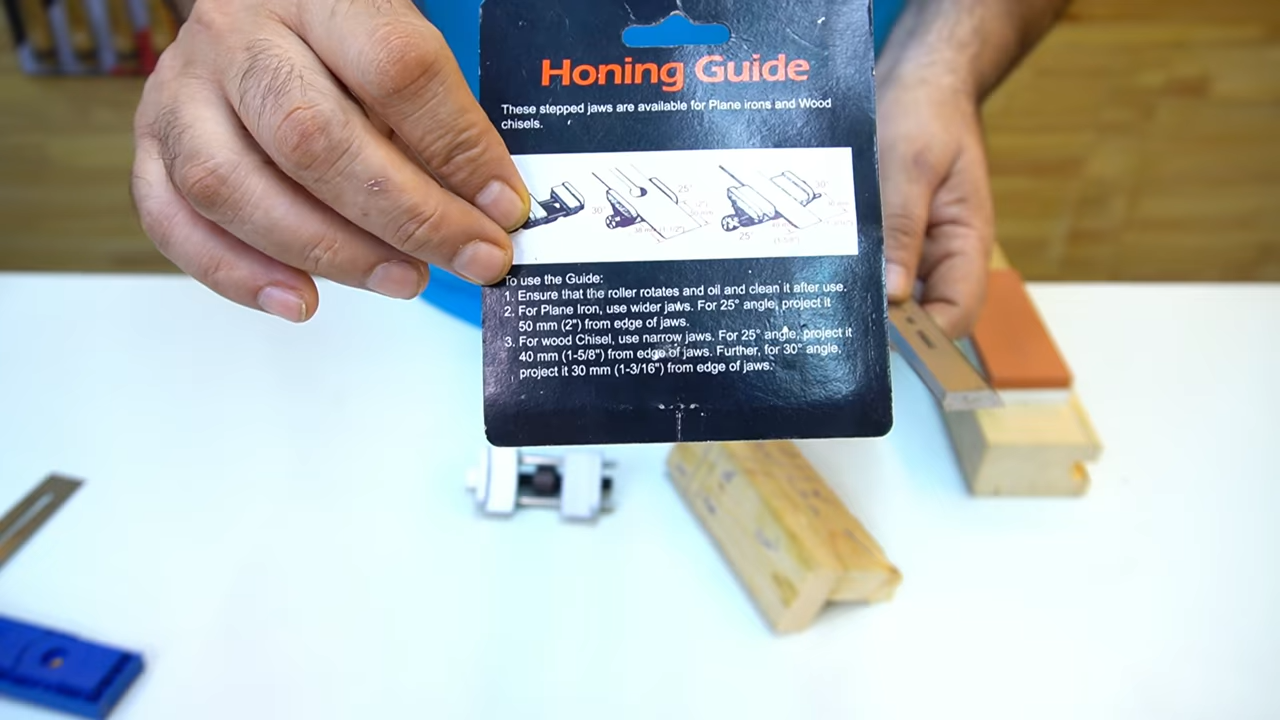 Honing Guide
These stepped jaws are available for Plane irons and Wood
chisels.
25°
30°
30°
25°
To use the Guide:
1. Ensure that the roller rotates and oil and clean it after use.
2. For Plane Iron, use wider jaws. For 25° angle, project it
50 mm (2") from edge of jaws.
3. For wood Chisel, use narrow jaws. For 25° angle, project it
40 mm (1-5/8") from edge of jaws. Further, for 30° angle,
project it 30 mm (1-3/16") from edge of jaws.